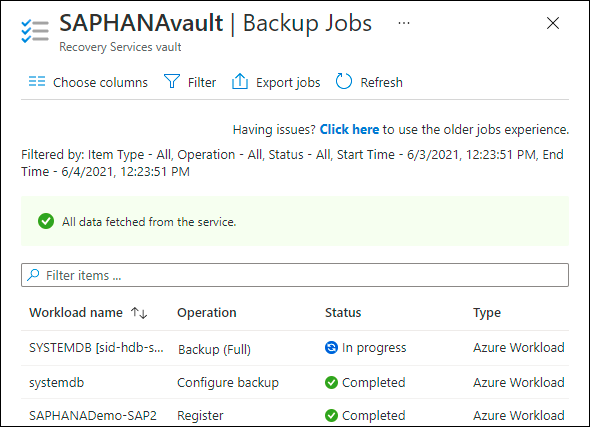 SAPHANAvault | Backup Jobs ...
Recovery Services vault
Choose columns Filter Export jobs Refresh
Having issues? Click here to use the older jobs experience.
Filtered by: Item Type - All, Operation - All, Status - All, Start Time - 6/3/2021, 12:23:51 PM, End
Time - 6/4/2021, 12:23:51 PM
All data fetched from the service.
Filter items ...
Workload name Operation Status Type
SYSTEMDB [sid-hdb-s... Backup (Full) In progress Azure Workload
systemdb Configure backup Completed Azure Workload
SAPHANADemo-SAP2 Register Completed Azure Workload